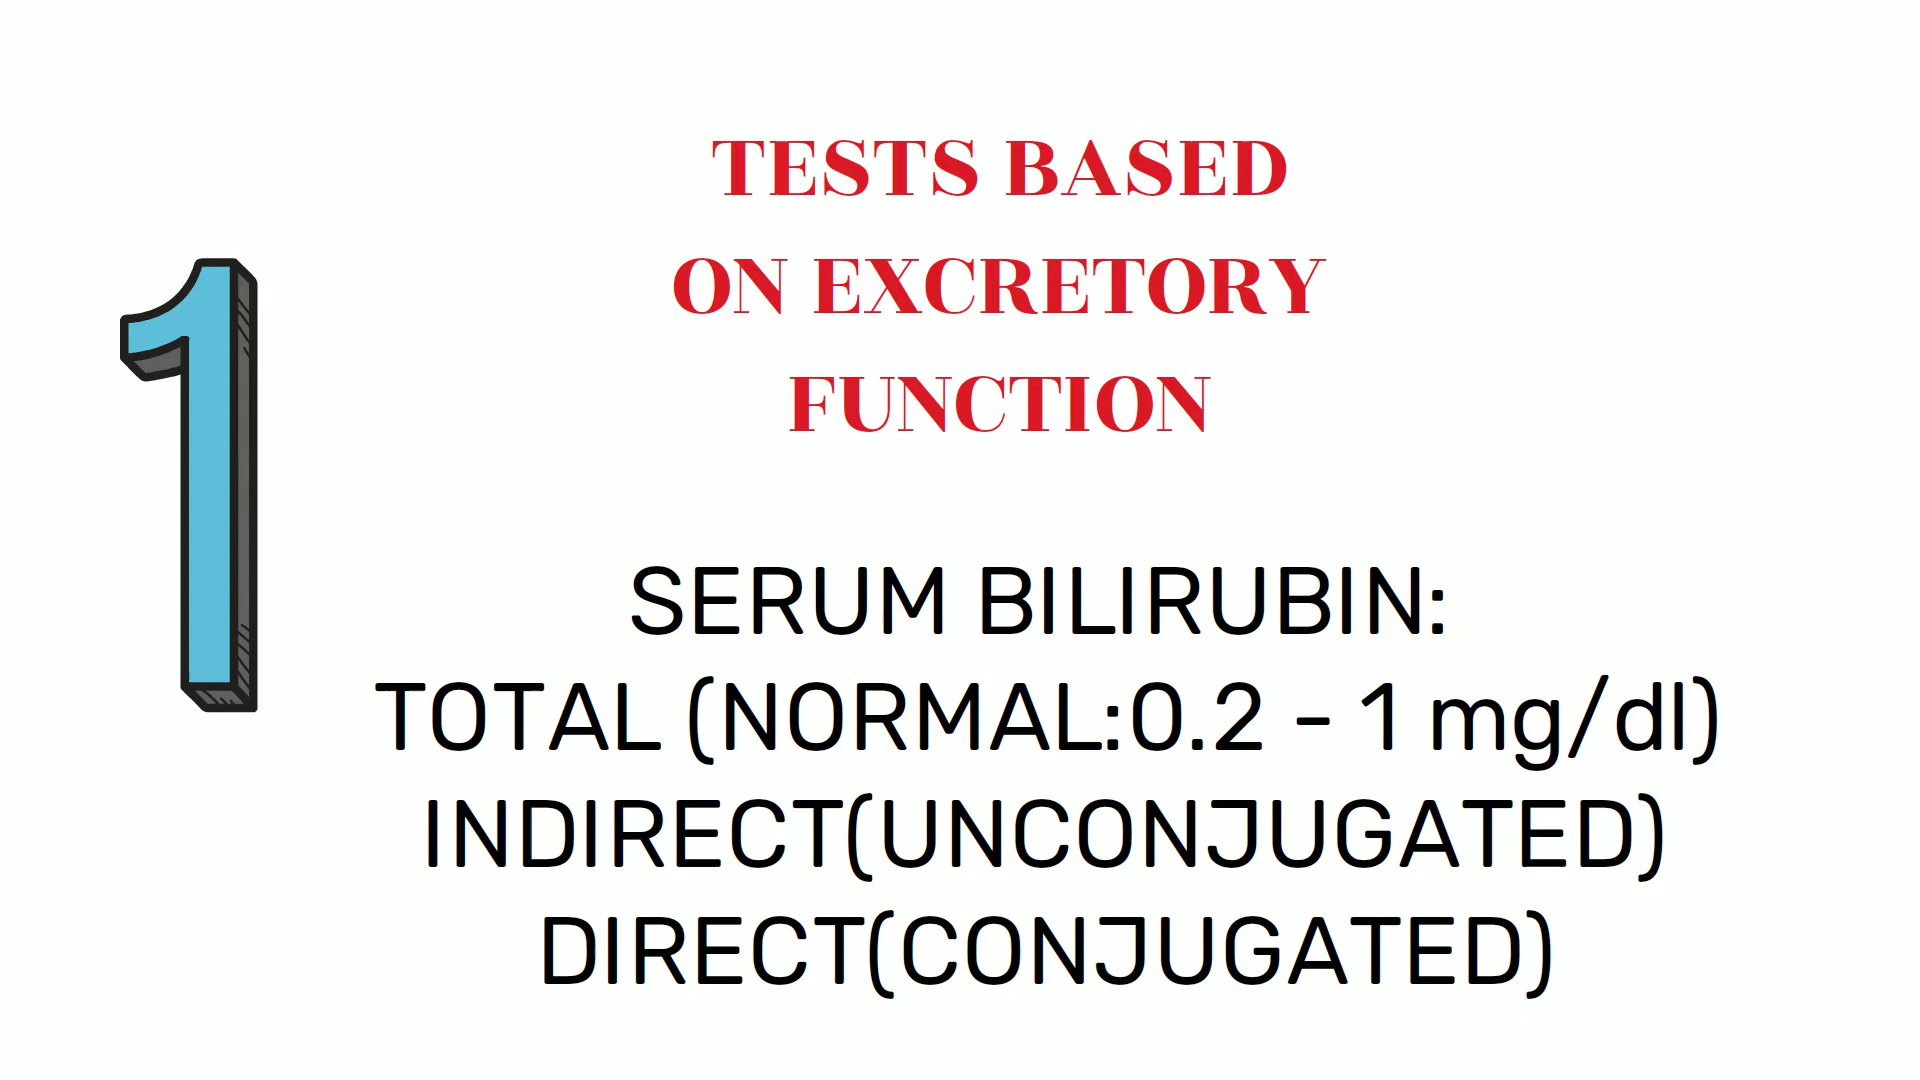 1
TESTS BASED
ON EXCRETORY
FUNCTION
SERUM BILIRUBIN:
TOTAL (NORMAL:0.2 - 1 mg/dl)
INDIRECT(UNCONJUGATED)
DIRECT(CONJUGATED)